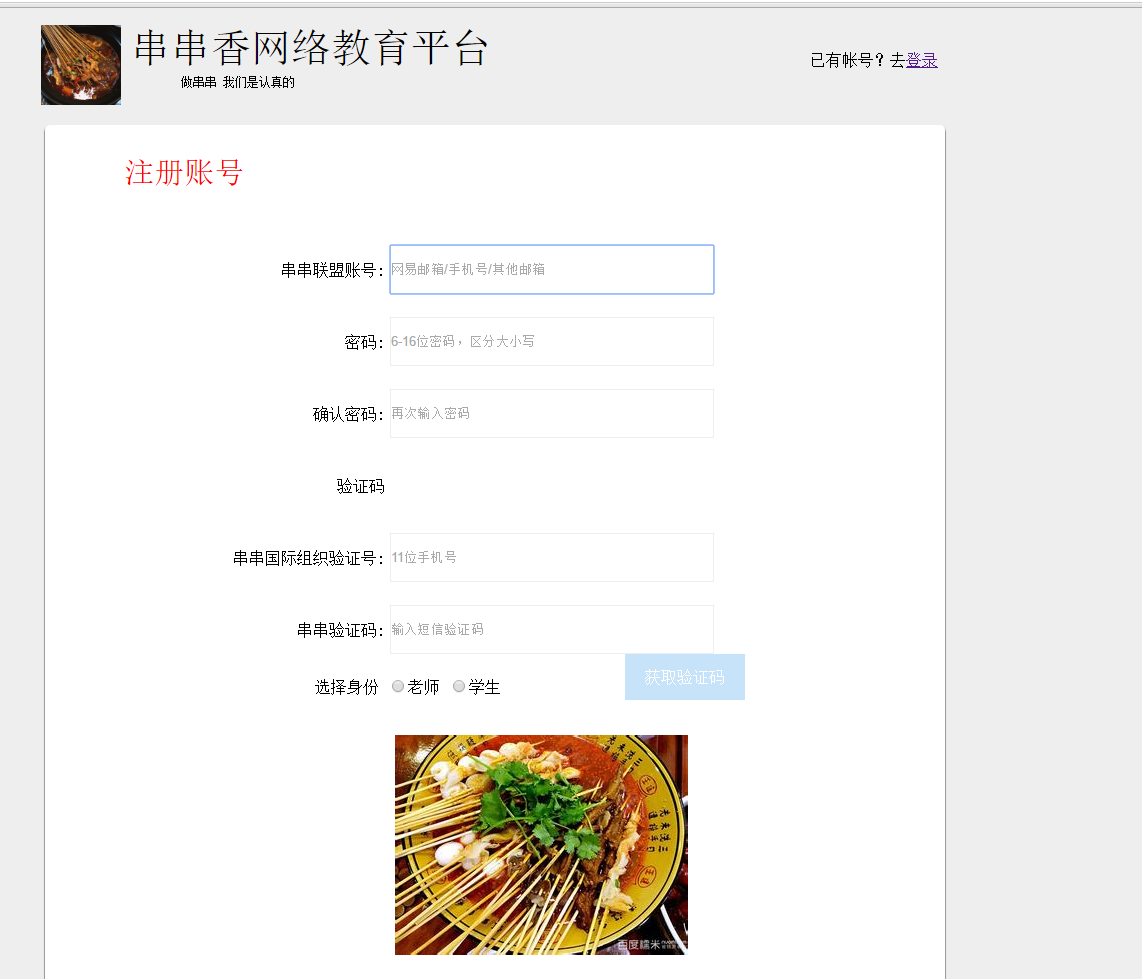 串串香网络教育平台
做串串 我们是认真的
已有帐号？去登录
注册账号
串串联盟账号：网易邮箱/手机号/其他邮箱
密码：6-16位密码，区分大小写
确认密码：再次输入密码
验证码
串串国际组织验证号：11位手机号
串串验证码：输入短信验证码
获取验证码
选择身份 老师 学生
百度糯米